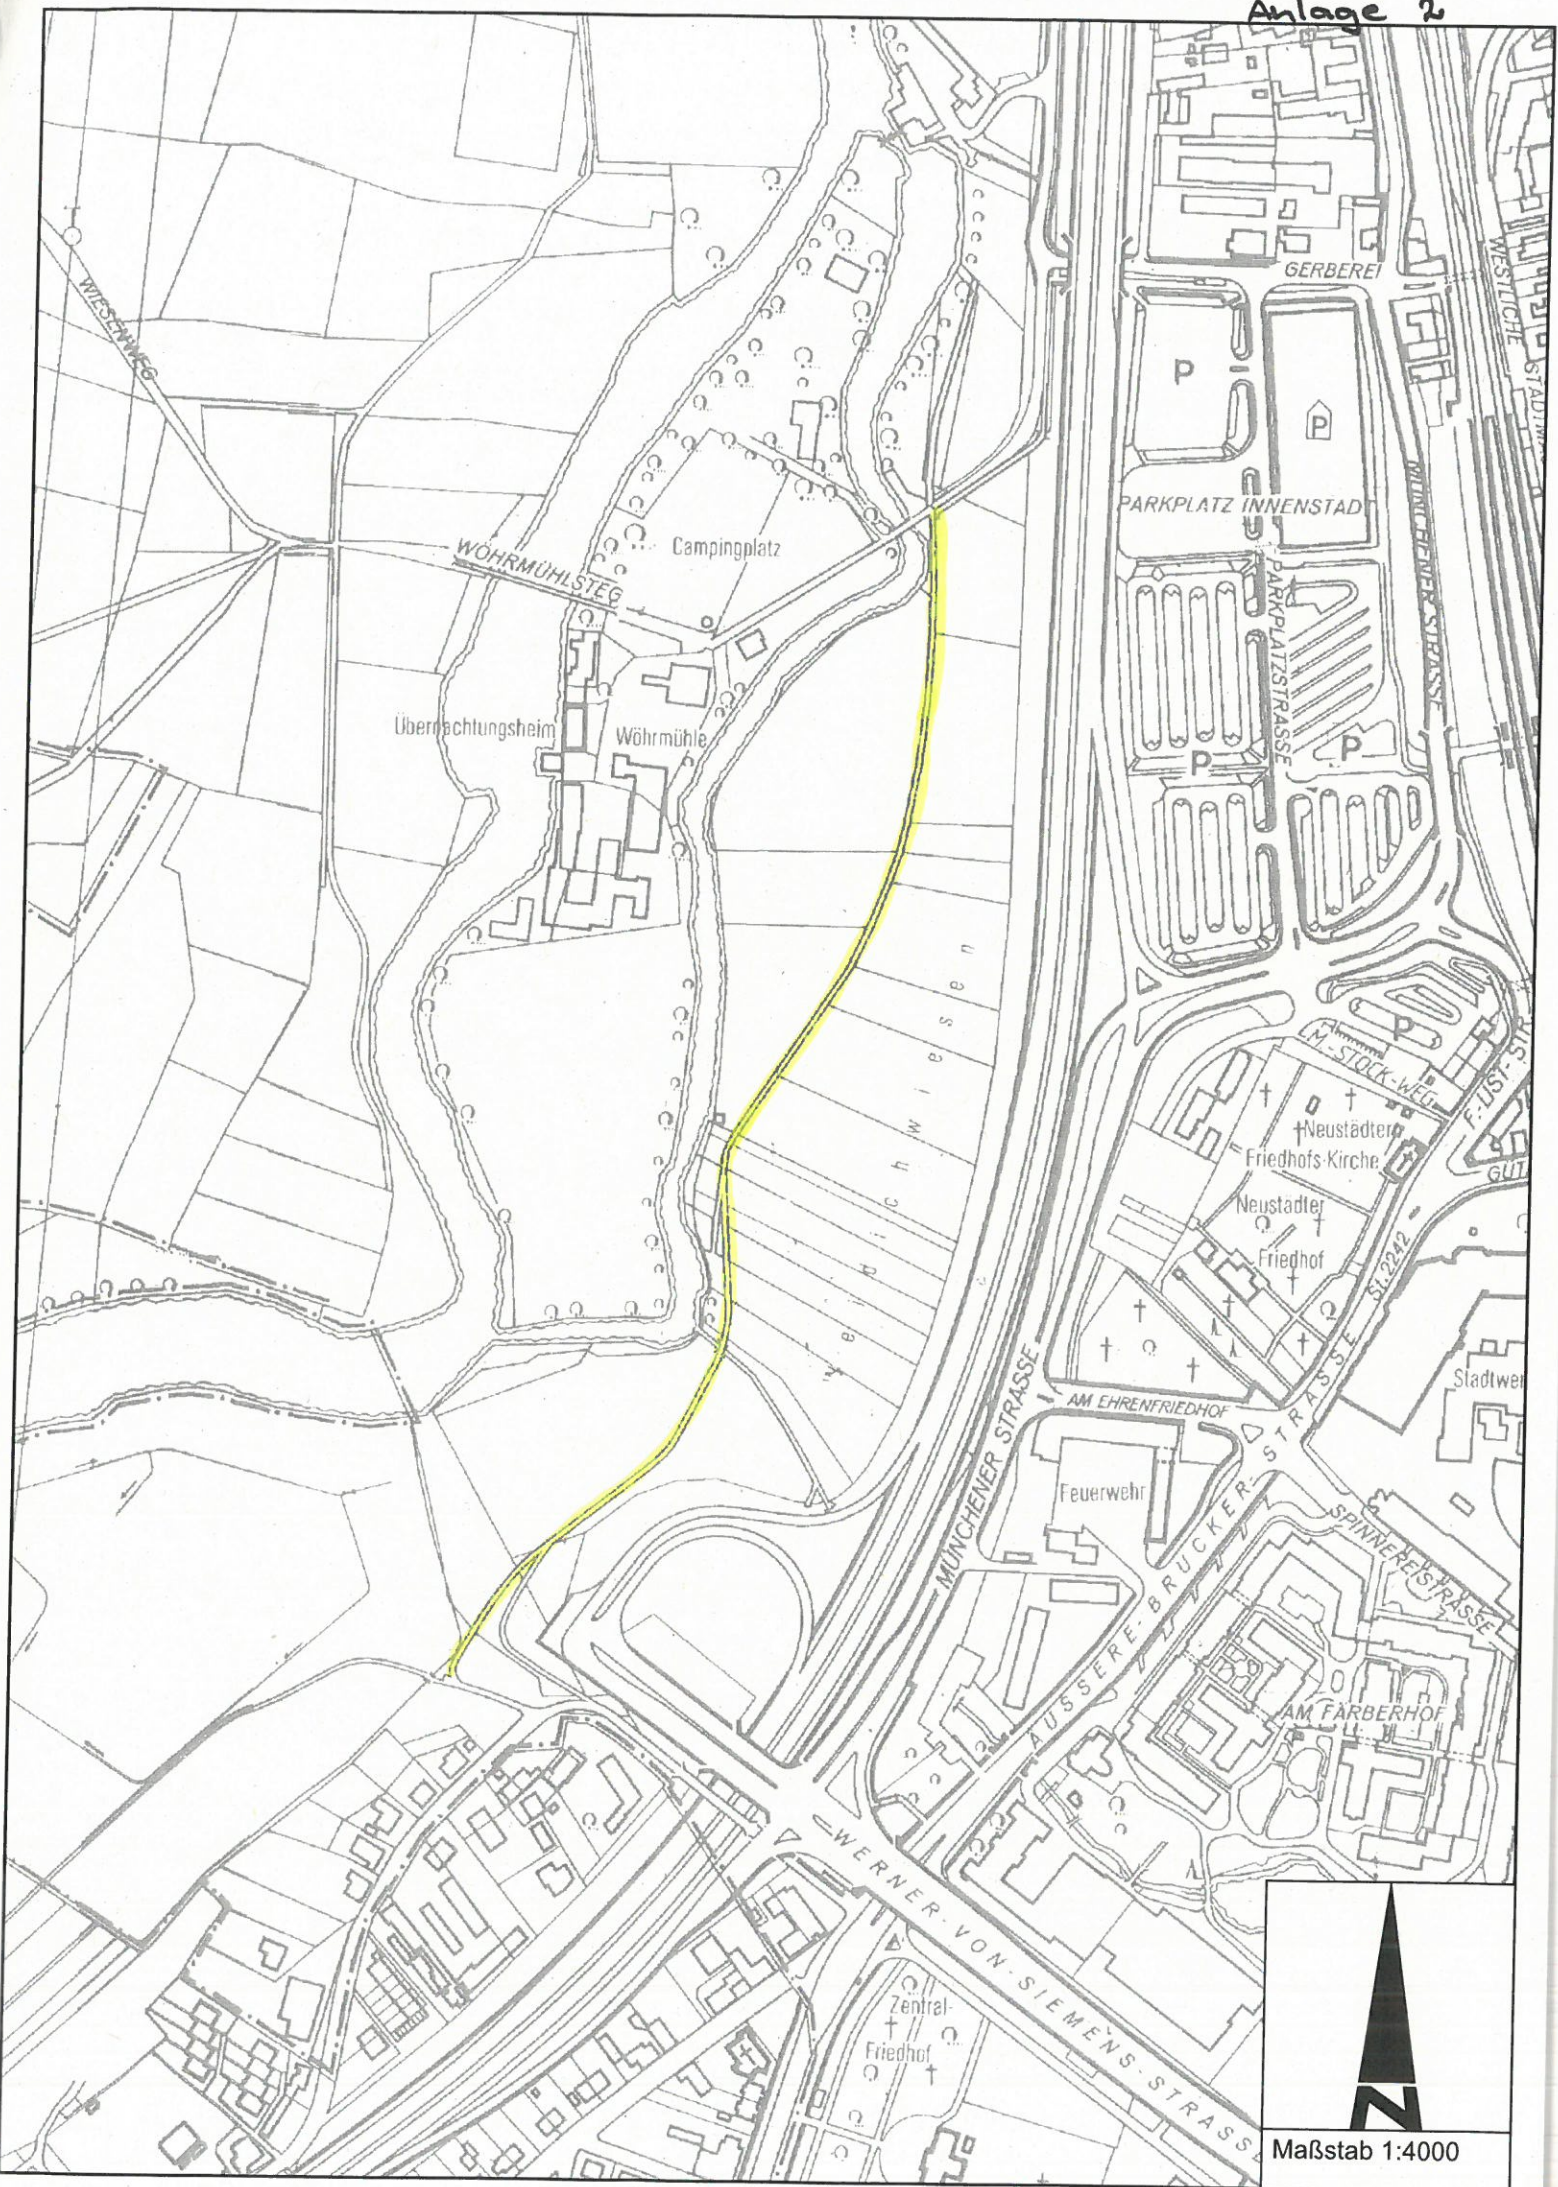 Anlage 2
WIESENWEG
GERBEREI
WESTLICHE
P
P
PARKPLATZ INNENSTADT
MÜNCHENER STRASSE
WÖHRMÜHLSTEG
Campingplatz
PARKPLATZSTRASSE
Übernachtungsheim
Wöhrmühle
P
P
P
M.-STOCK-WEG
F.-LIST-STR.
Neustädter
Friedhofs-Kirche
GÜT
Neustädter
Friedhof
St.2242
Stadtwer
MÜNCHENER STRASSE
AM EHRENFRIEDHOF
Feuerwehr
ÄUSSERE-BRUCKER-STRASSE
SPINNEREISTRASSE
AM FÄRBERHOF
WERNER-VON-SIEMENS-STRASSE
Zentral-
Friedhof
N
Maßstab 1:4000